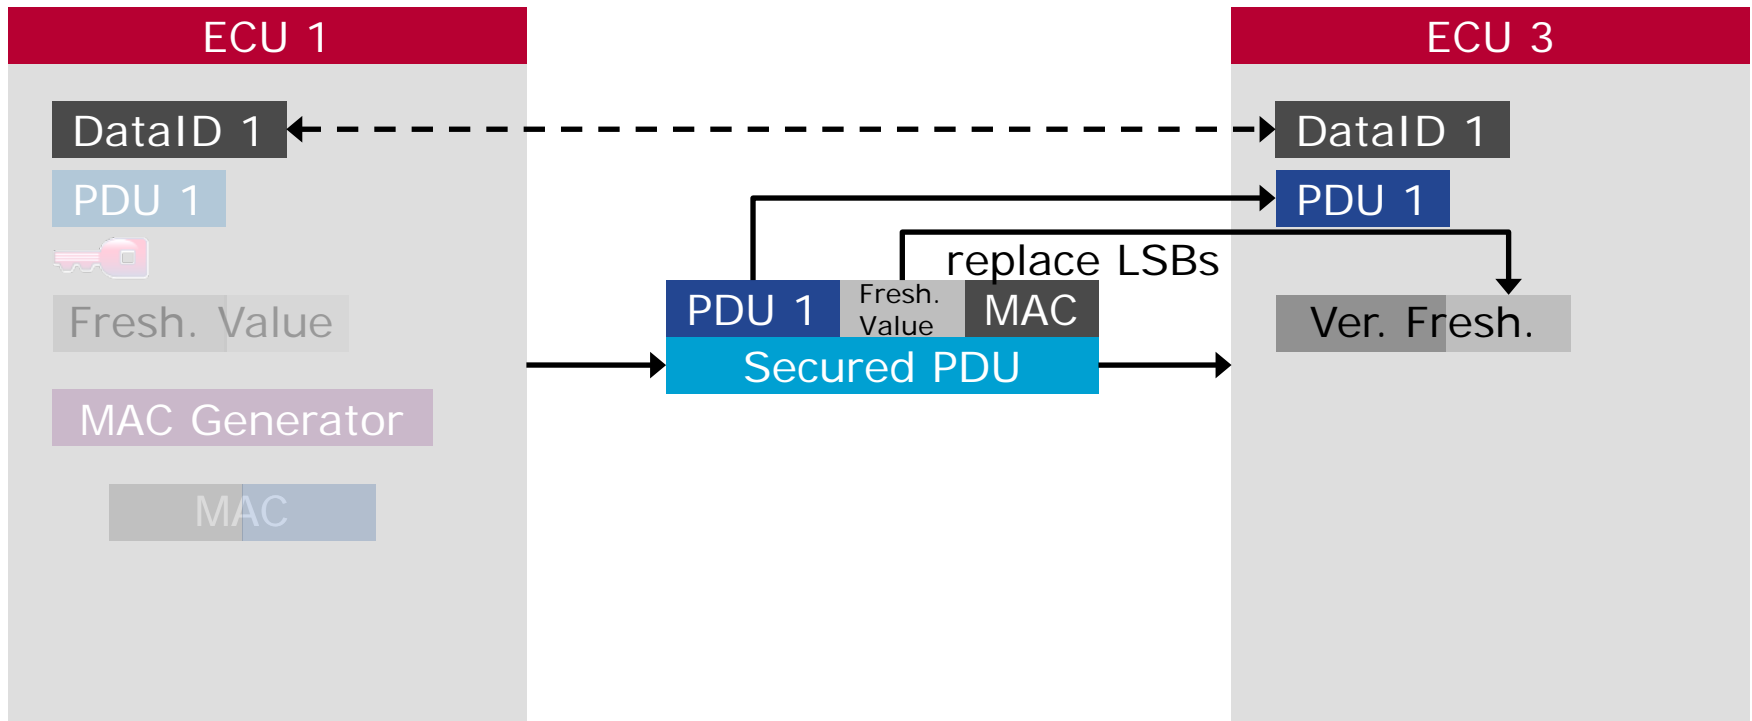 ECU 1
DataID 1
PDU 1
Fresh. Value
MAC Generator
MAC
replace LSBs
PDU 1
Fresh.
Value
MAC
Secured PDU
ECU 3
DataID 1
PDU 1
Ver. Fresh.